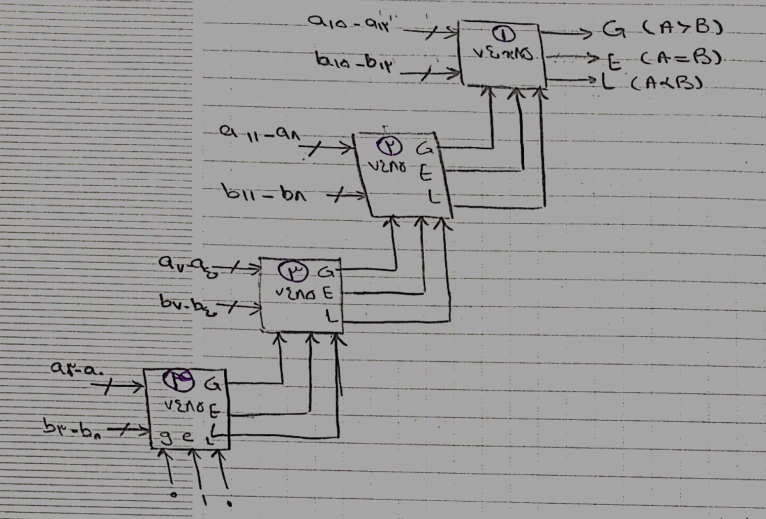 a۱۵-a۱۲ ① G (A>B)
b۱۵-b۱۲ ۷۴x۸۵ E (A=B)
L (A<B)
a۱۱-a۸ ② G
۷۴۸۵ E
b۱۱-b۸ L
a۷-a۴ ③ G
b۷-b۴ ۷۴۸۵ E
L
a۳-a۰ ④ G
۷۴۸۵ E
b۳-b۰ g e L
۰ ۱ ۰